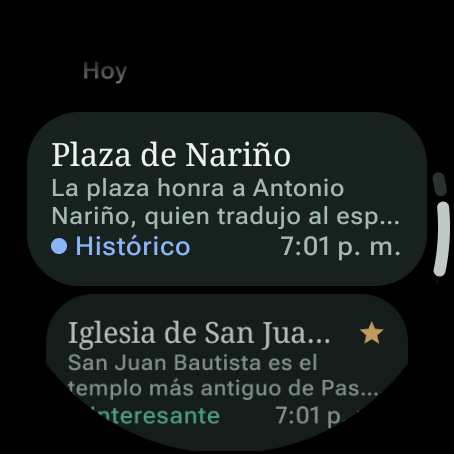 Hoy
Plaza de Nariño
La plaza honra a Antonio
Nariño, quien tradujo al esp...
Histórico 7:01 p. m.
Iglesia de San Jua...
San Juan Bautista es el
templo más antiguo de Pas...
Interesante 7:01 p.